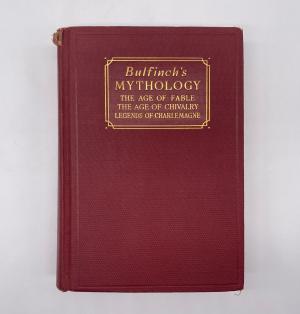 Bulfinch's
MYTHOLOGY
THE AGE OF FABLE
THE AGE OF CHIVALRY
LEGENDS OF CHARLEMAGNE